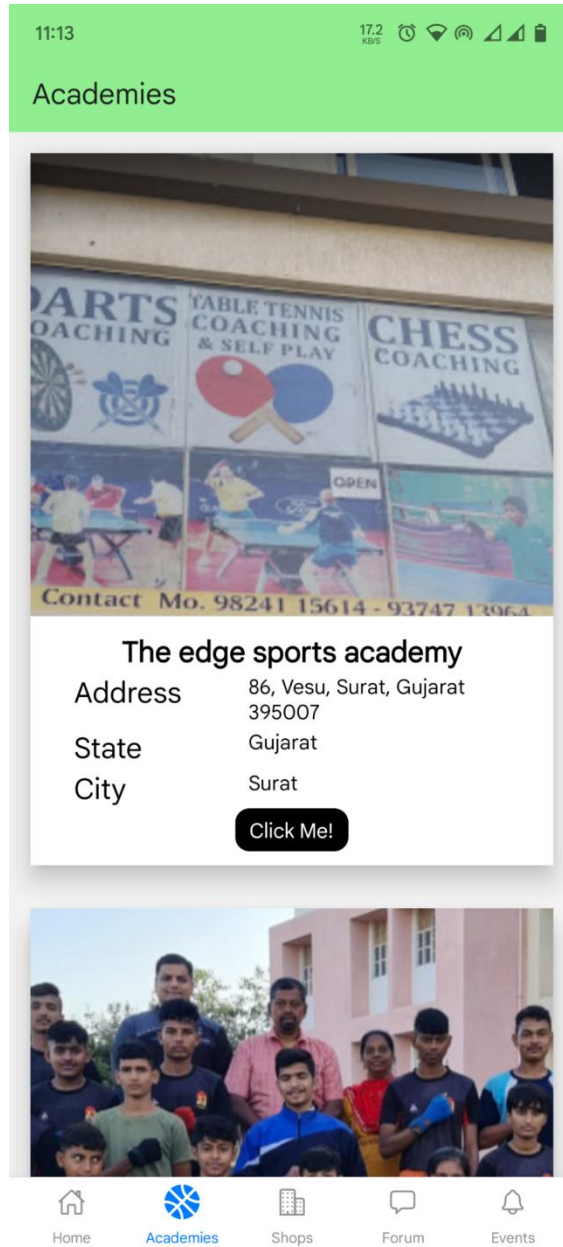 11:13
17.2
KB/S
Academies
DARTS
COACHING
TABLE TENNIS
COACHING
& SELF PLAY
CHESS
COACHING
OPEN
Contact Mo. 98241 15614 - 93747 13964
The edge sports academy
Address
86, Vesu, Surat, Gujarat
395007
State
Gujarat
City
Surat
Click Me!
Home
Academies
Shops
Forum
Events